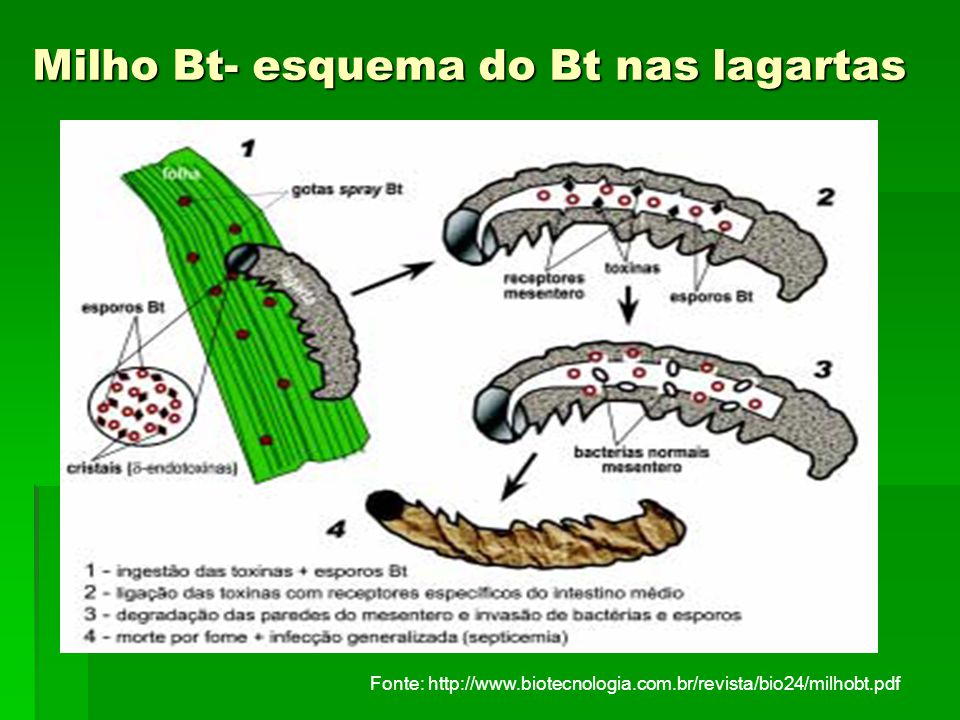 Milho Bt- esquema do Bt nas lagartas
1
folha
gotas spray Bt
esporos Bt
cristais (δ-endotoxinas)
2
receptores
mesentero
toxinas
esporos Bt
3
bacterias normais
mesentero
4
1 - ingestão das toxinas + esporos Bt
2 - ligação das toxinas com receptores específicos do intestino médio
3 - degradação das paredes do mesentero e invasão de bactérias e esporos
4 - morte por fome + infecção generalizada (septicemia)
Fonte: http://www.biotecnologia.com.br/revista/bio24/milhobt.pdf